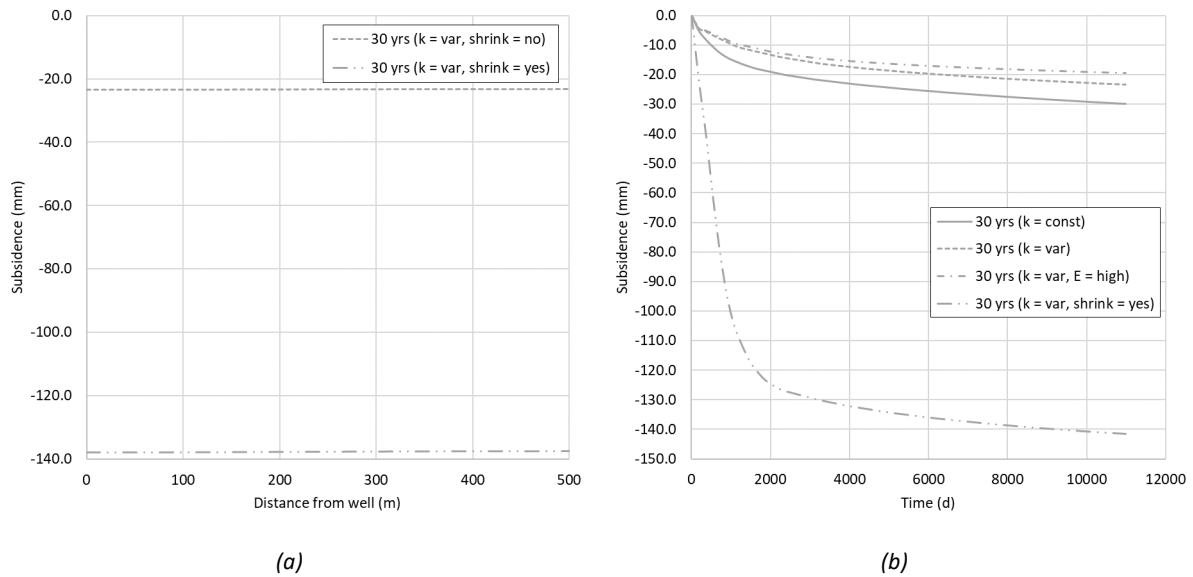 0.0
-20.0
-40.0
-60.0
-80.0
-100.0
-120.0
-140.0
Subsidence (mm)
30 yrs (k = var, shrink = no)
30 yrs (k = var, shrink = yes)
0 100 200 300 400 500
Distance from well (m)
(a)
0.0
-10.0
-20.0
-30.0
-40.0
-50.0
-60.0
-70.0
-80.0
-90.0
-100.0
-110.0
-120.0
-130.0
-140.0
-150.0
Subsidence (mm)
30 yrs (k = const)
30 yrs (k = var)
30 yrs (k = var, E = high)
30 yrs (k = var, shrink = yes)
0 2000 4000 6000 8000 10000 12000
Time (d)
(b)